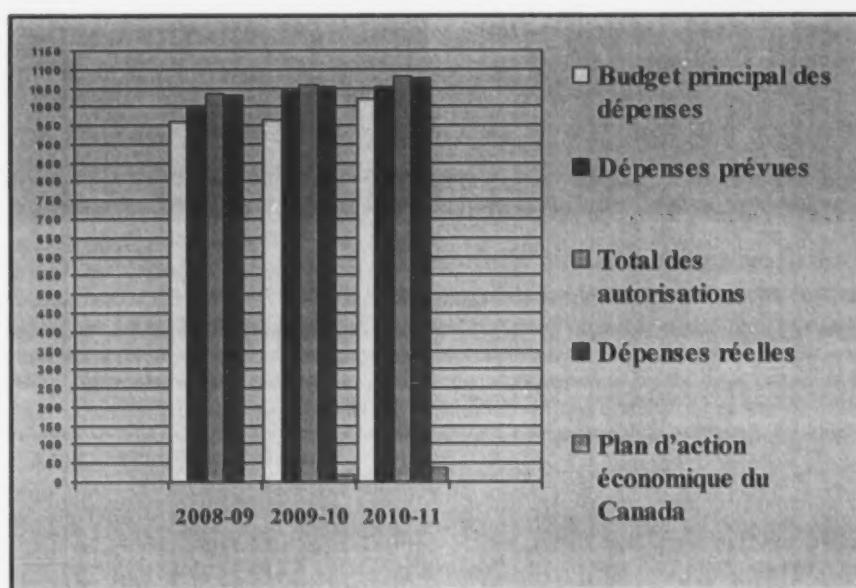 1150
1100
1050
1000
950
900
850
800
750
700
650
600
550
500
450
400
350
300
250
200
150
100
50
0
2008-09 2009-10 2010-11
Budget principal des
dépenses
Dépenses prévues
Total des
autorisations
Dépenses réelles
Plan d'action
économique du
Canada